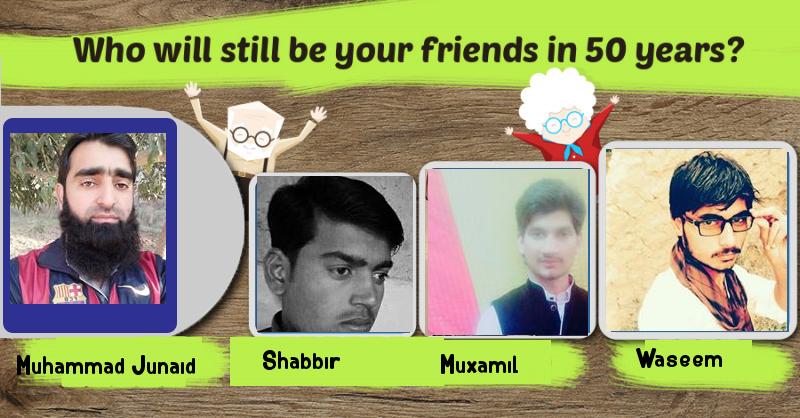 Who will still be your friends in 50 years?
Muhammad Junaid
Shabbir
Muxamil
Waseem